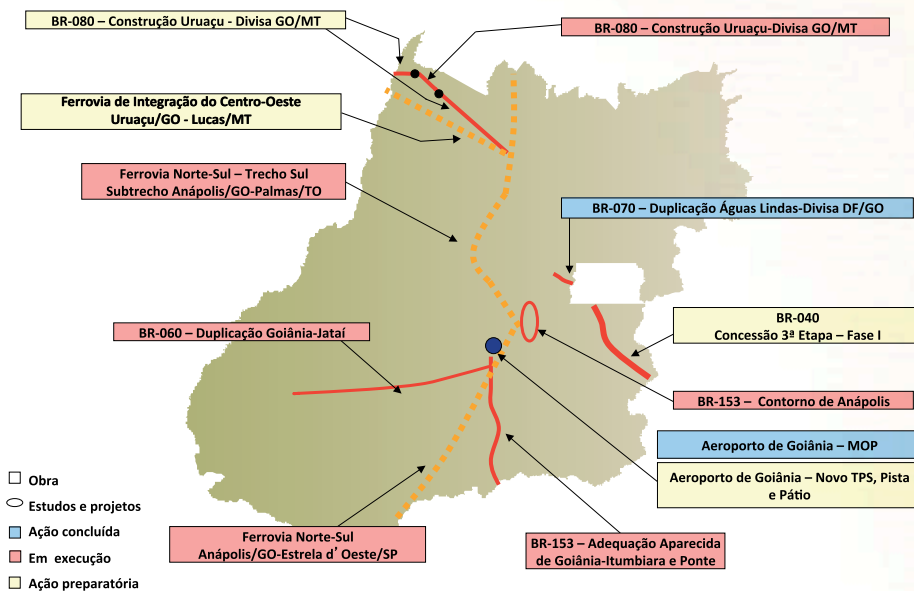 BR-080 – Construção Uruaçu - Divisa GO/MT
BR-080 – Construção Uruaçu-Divisa GO/MT
Ferrovia de Integração do Centro-Oeste
Uruaçu/GO - Lucas/MT
Ferrovia Norte-Sul – Trecho Sul
Subtrecho Anápolis/GO-Palmas/TO
BR-070 – Duplicação Águas Lindas-Divisa DF/GO
BR-040
Concessão 3ª Etapa – Fase I
BR-060 – Duplicação Goiânia-Jataí
BR-153 – Contorno de Anápolis
Aeroporto de Goiânia – MOP
Aeroporto de Goiânia – Novo TPS, Pista
e Pátio
Ferrovia Norte-Sul
Anápolis/GO-Estrela d’ Oeste/SP
BR-153 – Adequação Aparecida
de Goiânia-Itumbiara e Ponte
Obra
Estudos e projetos
Ação concluída
Em execução
Ação preparatória